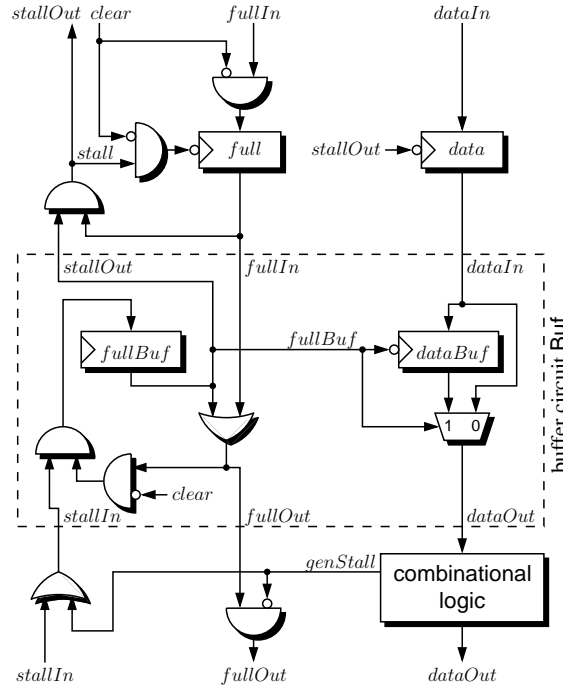 stallOut clear fullIn dataIn
stall full stallOut data
stallOut fullIn dataIn
fullBuf fullBuf dataBuf
1 0
clear
buffer circuit Buf
stallIn fullOut dataOut
genStall combinational
logic
stallIn fullOut dataOut